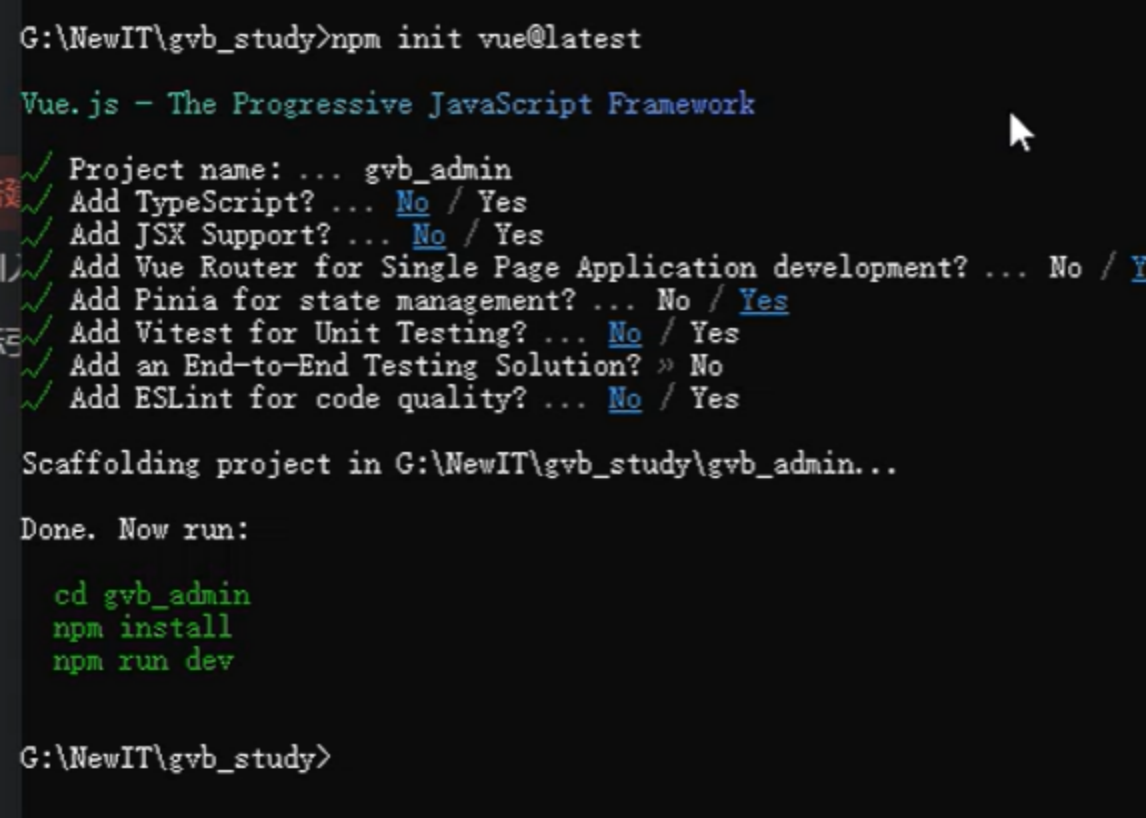 G:\NewIT\gvb_study>npm init vue@latest
Vue.js - The Progressive JavaScript Framework
✓ Project name: ... gvb_admin
✓ Add TypeScript? ... No / Yes
✓ Add JSX Support? ... No / Yes
✓ Add Vue Router for Single Page Application development? ... No /
✓ Add Pinia for state management? ... No / Yes
✓ Add Vitest for Unit Testing? ... No / Yes
✓ Add an End-to-End Testing Solution? » No
✓ Add ESLint for code quality? ... No / Yes
Scaffolding project in G:\NewIT\gvb_study\gvb_admin...
Done. Now run:
cd gvb_admin
npm install
npm run dev
G:\NewIT\gvb_study>